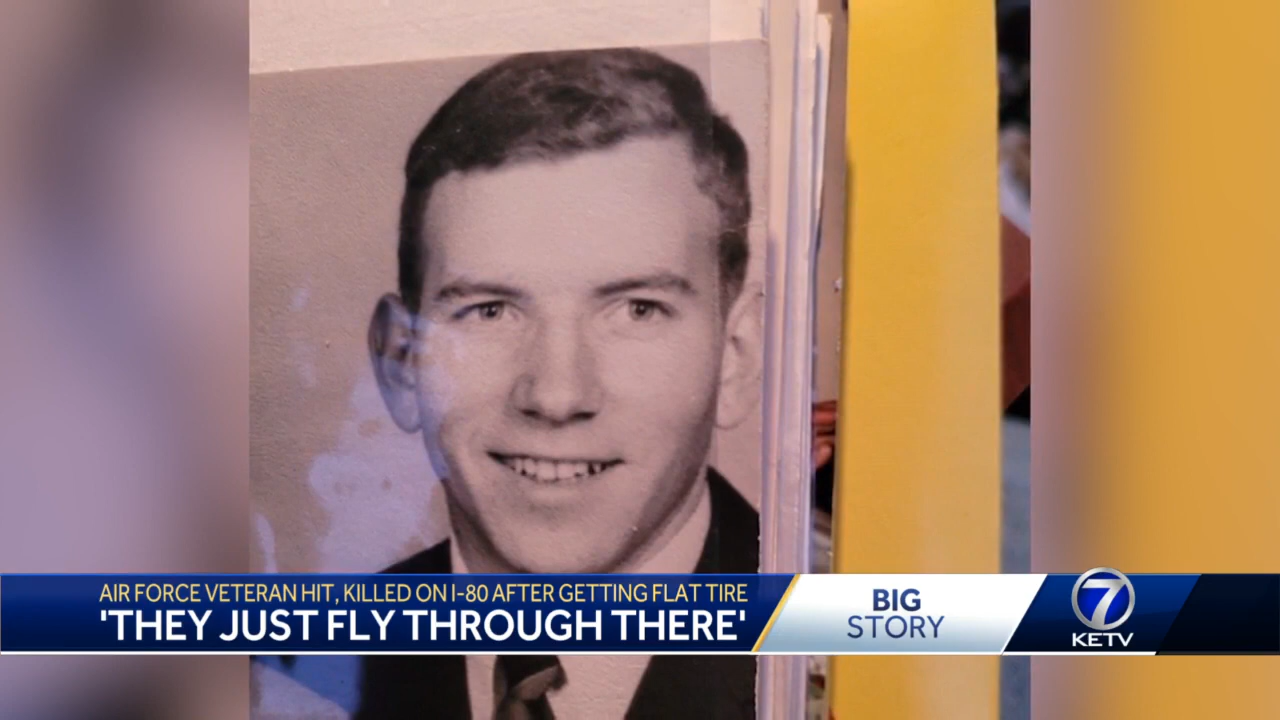 AIR FORCE VETERAN HIT, KILLED ON I-80 AFTER GETTING FLAT TIRE
'THEY JUST FLY THROUGH THERE'
BIG
STORY
7
KETV